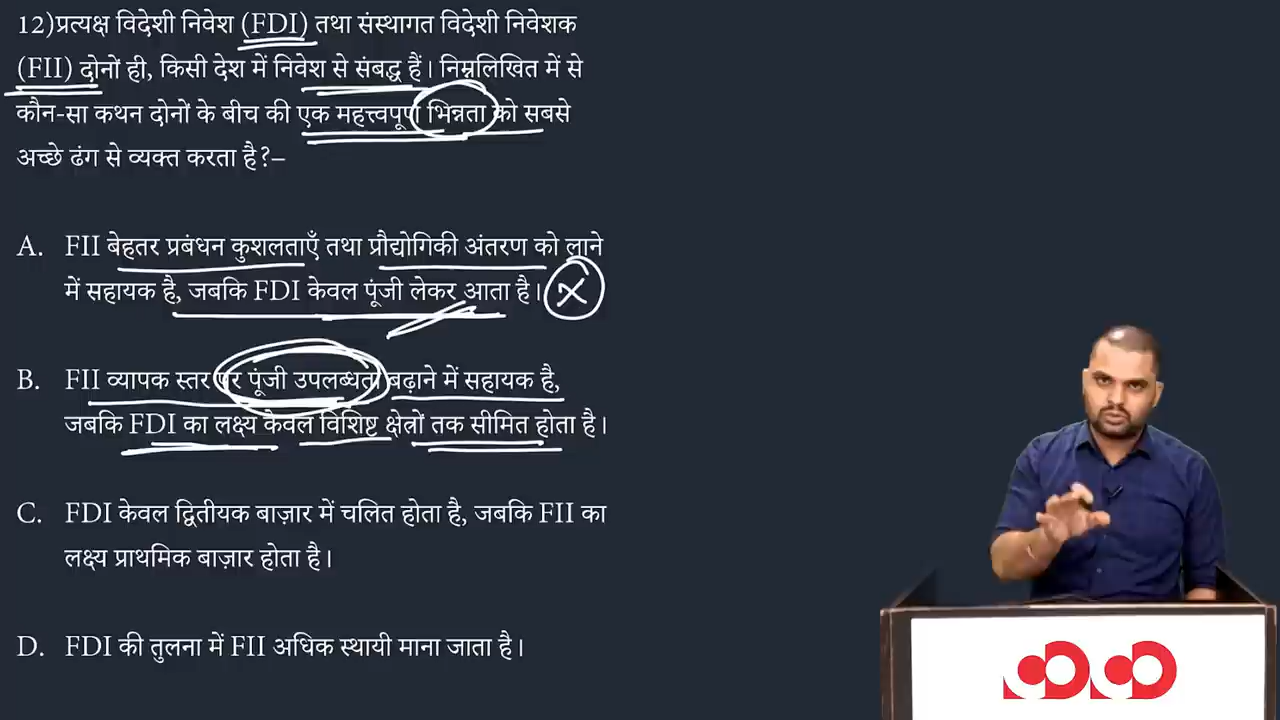 12)प्रत्यक्ष विदेशी निवेश (FDI) तथा संस्थागत विदेशी निवेशक
(FII) दोनों ही, किसी देश में निवेश से संबद्ध हैं। निम्नलिखित में से
कौन-सा कथन दोनों के बीच की एक महत्त्वपूर्ण भिन्नता को सबसे
अच्छे ढंग से व्यक्त करता है?–
A. FII बेहतर प्रबंधन कुशलताएँ तथा प्रौद्योगिकी अंतरण को लाने
में सहायक है, जबकि FDI केवल पूंजी लेकर आता है।
B. FII व्यापक स्तर पर पूंजी उपलब्धता बढ़ाने में सहायक है,
जबकि FDI का लक्ष्य केवल विशिष्ट क्षेत्रों तक सीमित होता है।
C. FDI केवल द्वितीयक बाज़ार में चलित होता है, जबकि FII का
लक्ष्य प्राथमिक बाज़ार होता है।
D. FDI की तुलना में FII अधिक स्थायी माना जाता है।